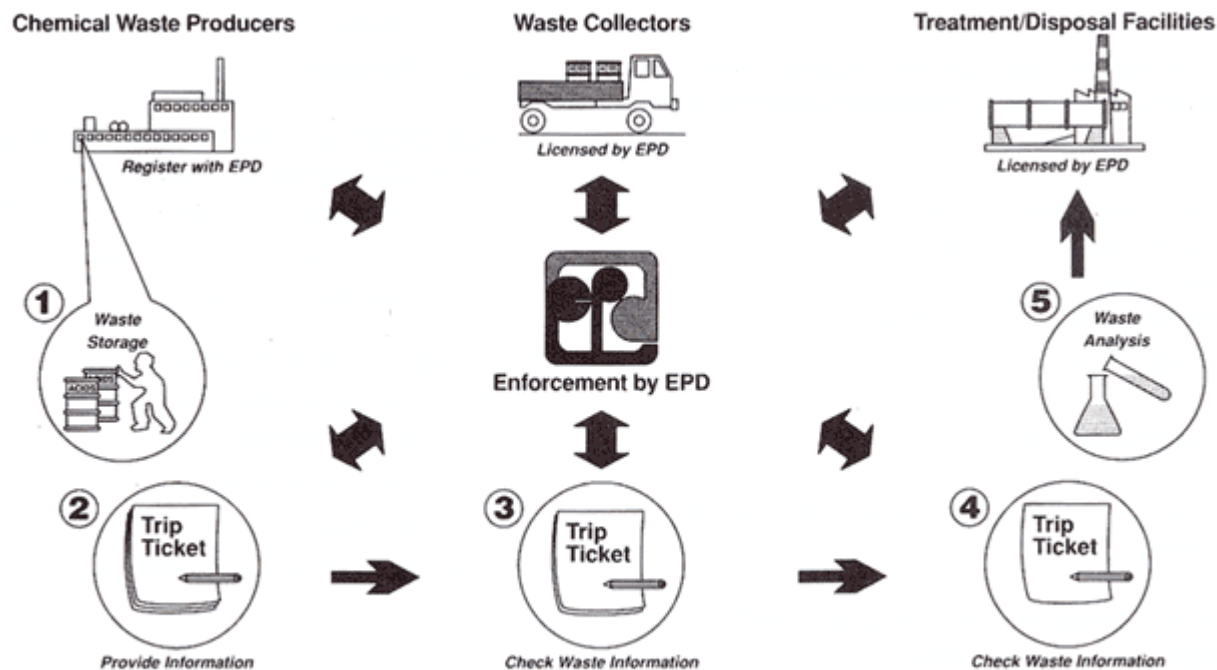 Chemical Waste Producers
Waste Collectors
Treatment/Disposal Facilities
Register with EPD
Licensed by EPD
Licensed by EPD
1
Waste
Storage
ACIDS
Enforcement by EPD
5
Waste
Analysis
2
Trip
Ticket
Provide Information
3
Trip
Ticket
Check Waste Information
4
Trip
Ticket
Check Waste Information